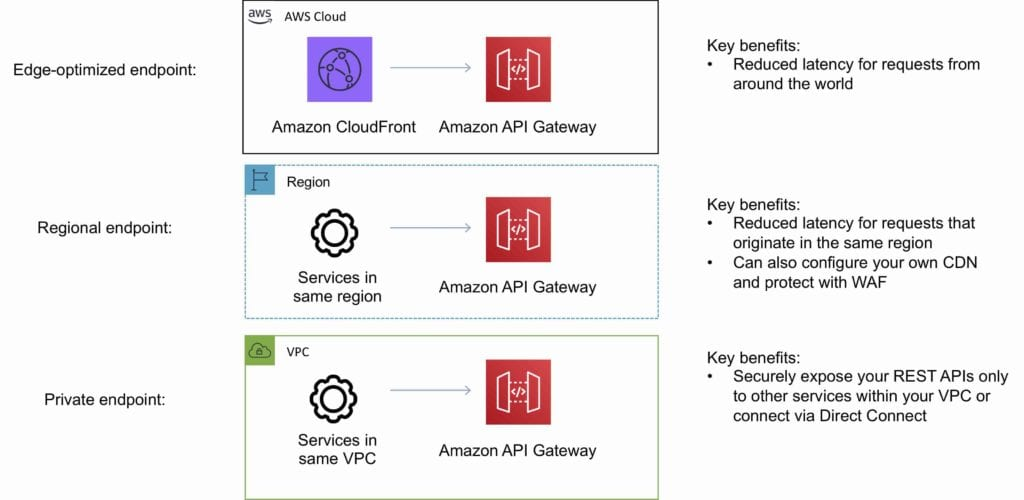 aws
AWS Cloud
Edge-optimized endpoint:
Amazon CloudFront
</>
Amazon API Gateway
Key benefits:
• Reduced latency for requests from
around the world
Region
Regional endpoint:
Services in
same region
</>
Amazon API Gateway
Key benefits:
• Reduced latency for requests that
originate in the same region
• Can also configure your own CDN
and protect with WAF
VPC
Private endpoint:
Services in
same VPC
</>
Amazon API Gateway
Key benefits:
• Securely expose your REST APIs only
to other services within your VPC or
connect via Direct Connect